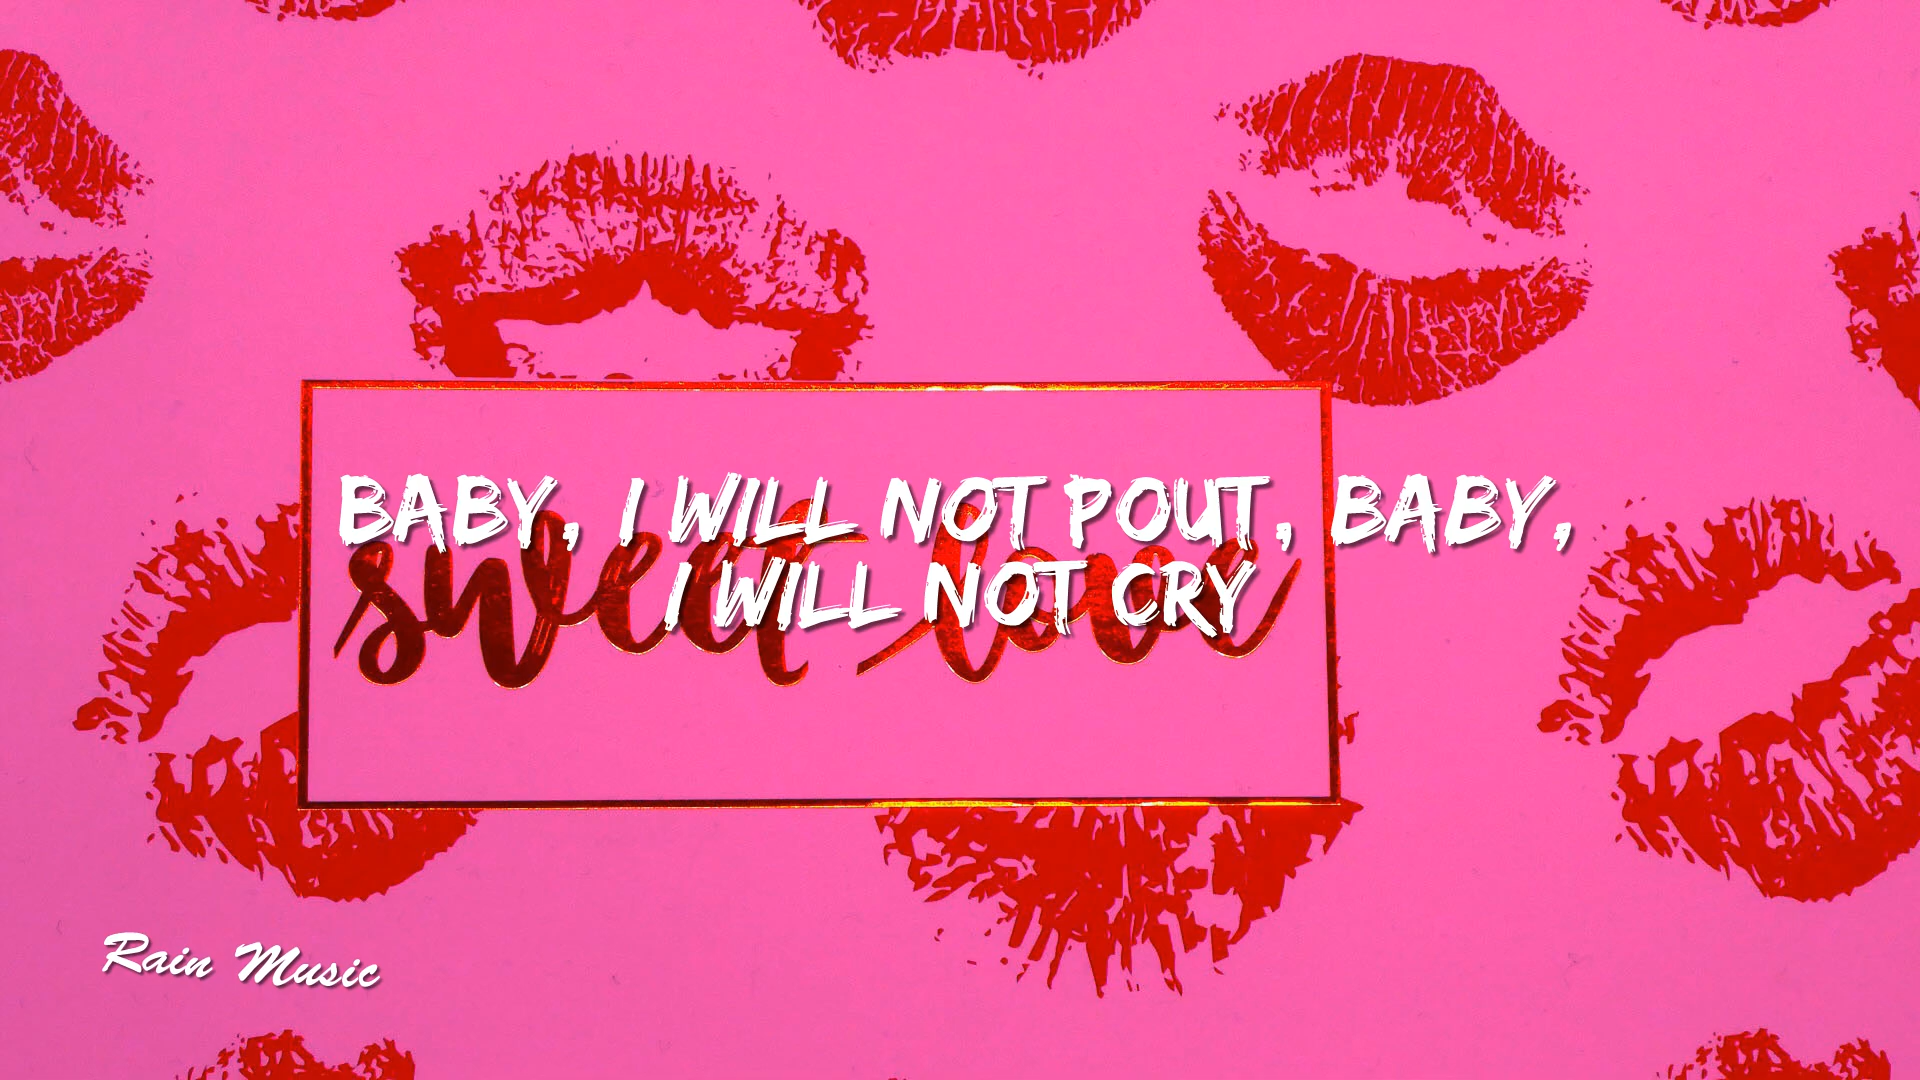 BABY, I WILL NOT POUT, BABY,
I WILL NOT CRY
sweet love
Rain Music